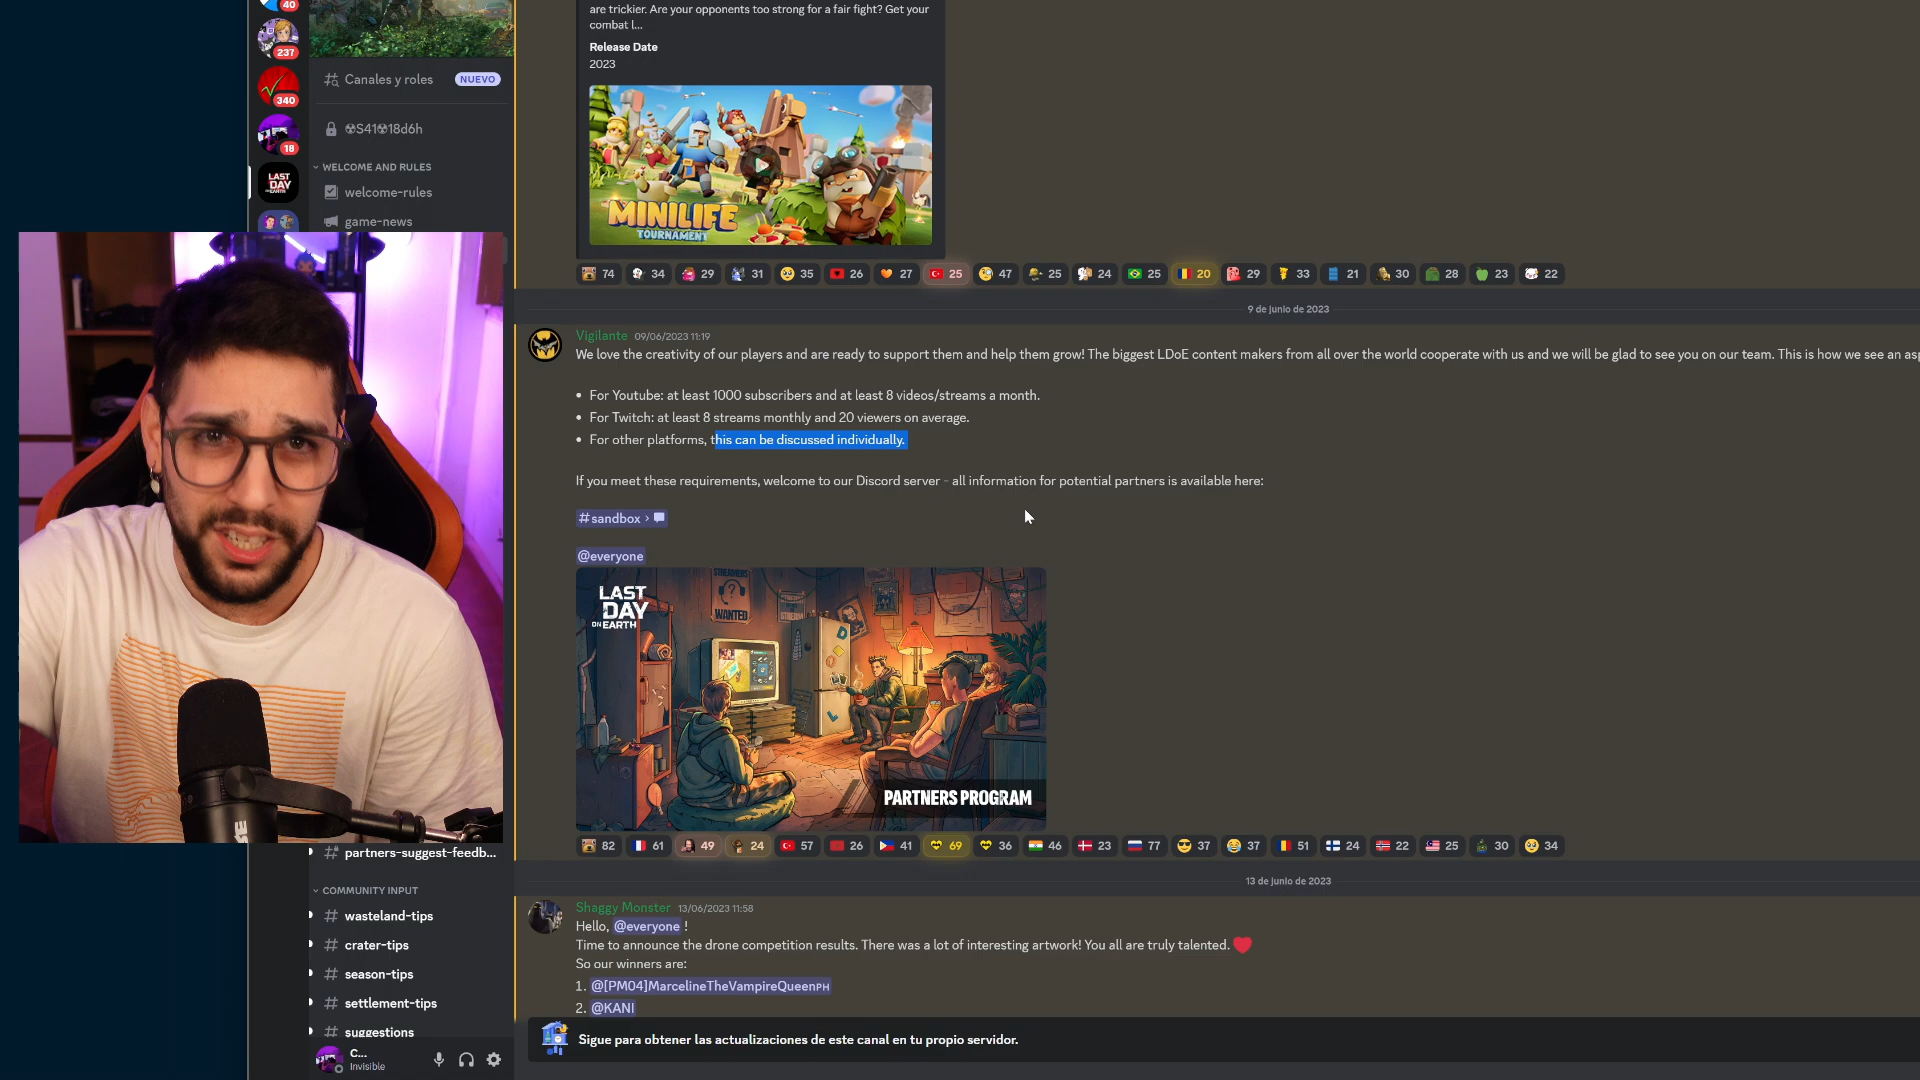 40
237
340
18
LAST
DAY
ON EARTH
Canales y roles
NUEVO
☢S41☢18d6h
WELCOME AND RULES
welcome-rules
game-news
are trickier. Are your opponents too strong for a fair fight? Get your
combat l...
Release Date
2023
MINILIFE
TOURNAMENT
74 34 29 31 35 26 27 25 47 25 24 25 20 29 33 21 30 28 23 22
9 de junio de 2023
Vigilante 09/06/2023 11:19
We love the creativity of our players and are ready to support them and help them grow! The biggest LDoE content makers from all over the world cooperate with us and we will be glad to see you on our team. This is how we see an asp
• For Youtube: at least 1000 subscribers and at least 8 videos/streams a month.
• For Twitch: at least 8 streams monthly and 20 viewers on average.
• For other platforms, this can be discussed individually.
If you meet these requirements, welcome to our Discord server - all information for potential partners is available here:
#sandbox ›
@everyone
LAST
DAY
ON EARTH
STREAMERS
WANTED
D
L
PARTNERS PROGRAM
82 61 49 24 57 26 41 69 36 46 23 77 37 37 51 24 22 25 30 34
13 de junio de 2023
Shaggy Monster 13/06/2023 11:58
Hello, @everyone !
Time to announce the drone competition results. There was a lot of interesting artwork! You all are truly talented. ❤
So our winners are:
1. @[PM04]MarcelineTheVampireQueenPH
2. @KANI
Sigue para obtener las actualizaciones de este canal en tu propio servidor.
partners-suggest-feedb...
COMMUNITY INPUT
wasteland-tips
crater-tips
season-tips
settlement-tips
suggestions
C...
Invisible